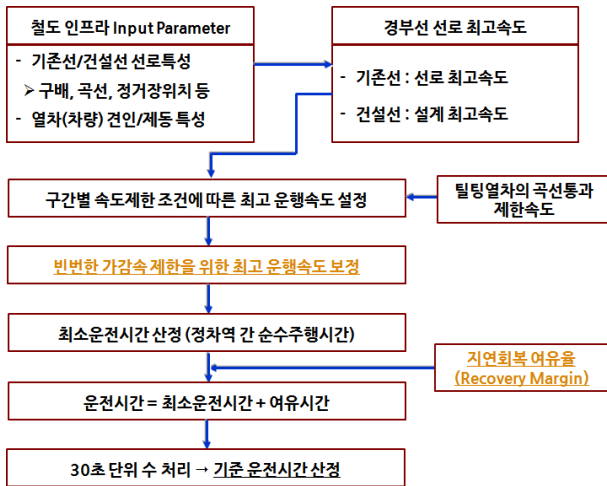 철도 인프라 Input Parameter
- 기존선/건설선 선로특성
➢ 구배, 곡선, 정거장위치 등
- 열차(차량) 견인/제동 특성
경부선 선로 최고속도
- 기존선 : 선로 최고속도
- 건설선 : 설계 최고속도
구간별 속도제한 조건에 따른 최고 운행속도 설정
틸팅열차의 곡선통과
제한속도
빈번한 가감속 제한을 위한 최고 운행속도 보정
최소운전시간 산정 (정차역 간 순수주행시간)
지연회복 여유율
(Recovery Margin)
운전시간 = 최소운전시간 + 여유시간
30초 단위 수 처리 → 기준 운전시간 산정